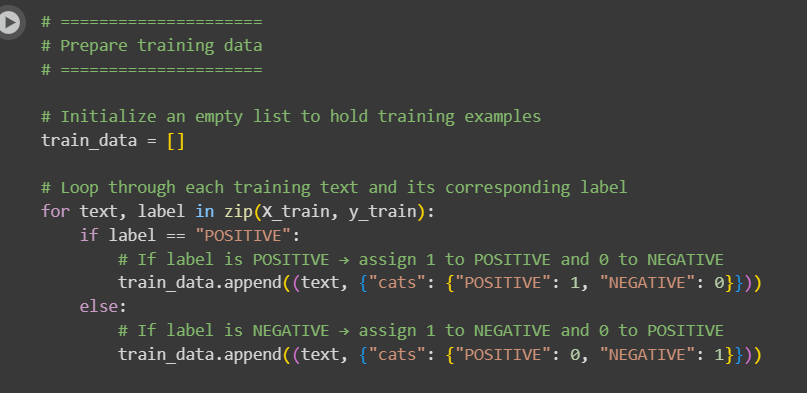 # =====================
# Prepare training data
# =====================
# Initialize an empty list to hold training examples
train_data = []
# Loop through each training text and its corresponding label
for text, label in zip(X_train, y_train):
    if label == "POSITIVE":
        # If label is POSITIVE → assign 1 to POSITIVE and 0 to NEGATIVE
        train_data.append((text, {"cats": {"POSITIVE": 1, "NEGATIVE": 0}}))
    else:
        # If label is NEGATIVE → assign 1 to NEGATIVE and 0 to POSITIVE
        train_data.append((text, {"cats": {"POSITIVE": 0, "NEGATIVE": 1}}))